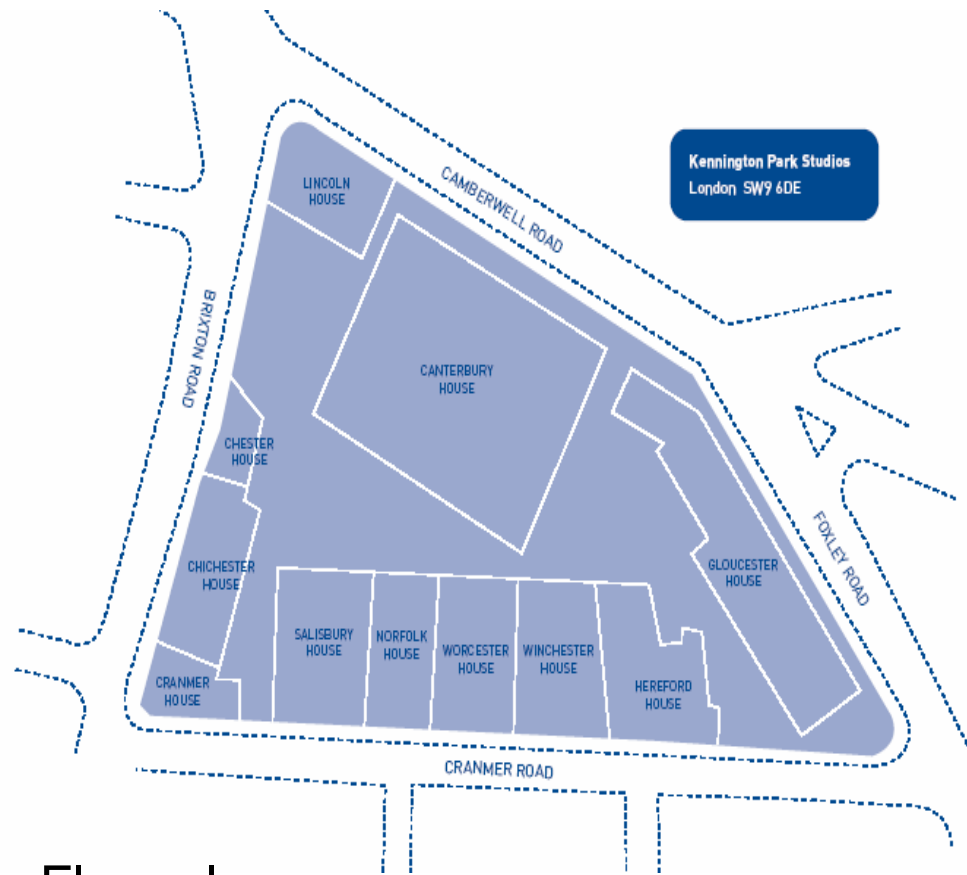 Kennington Park Studios
London SW9 6DE
LINCOLN
HOUSE
CAMBERWELL ROAD
BRIXTON ROAD
CANTERBURY
HOUSE
CHESTER
HOUSE
FOXLEY ROAD
CHICHESTER
HOUSE
GLOUCESTER
HOUSE
SALISBURY
HOUSE
NORFOLK
HOUSE
WORCESTER
HOUSE
WINCHESTER
HOUSE
CRANMER
HOUSE
HEREFORD
HOUSE
CRANMER ROAD